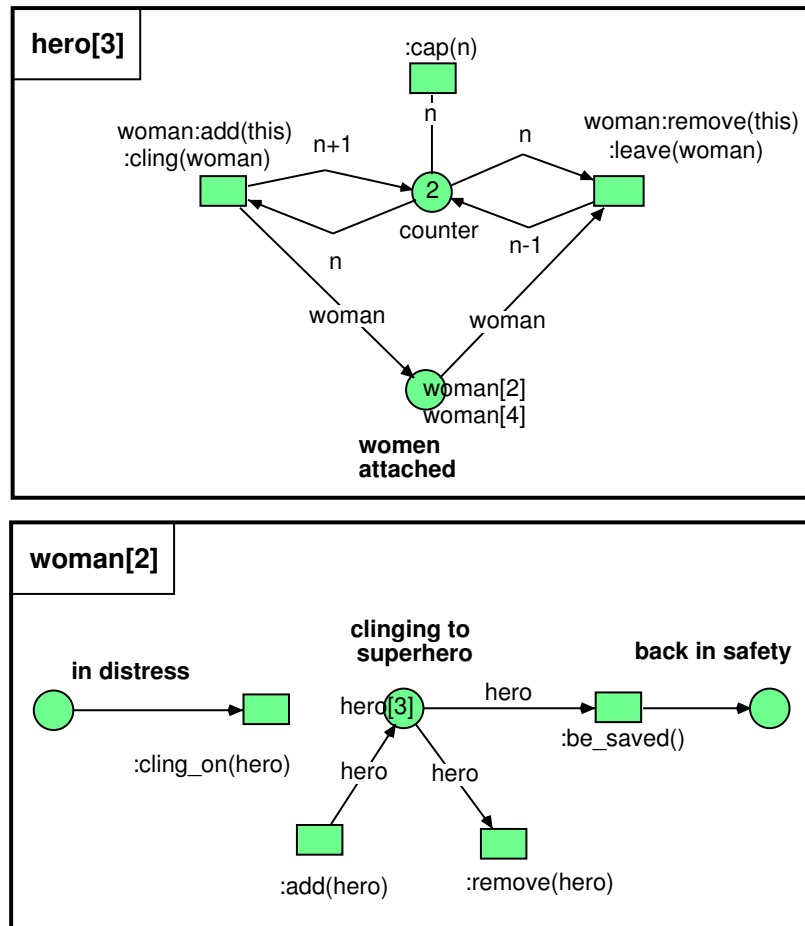 hero[3]
:cap(n)
n
woman:add(this)
:cling(woman)
n+1
n
woman:remove(this)
:leave(woman)
2
counter
n
n-1
woman
woman
woman[2]
woman[4]
women
attached
woman[2]
clinging to
superhero
in distress
back in safety
hero[3]
hero
:cling_on(hero)
:be_saved()
hero
hero
:add(hero)
:remove(hero)